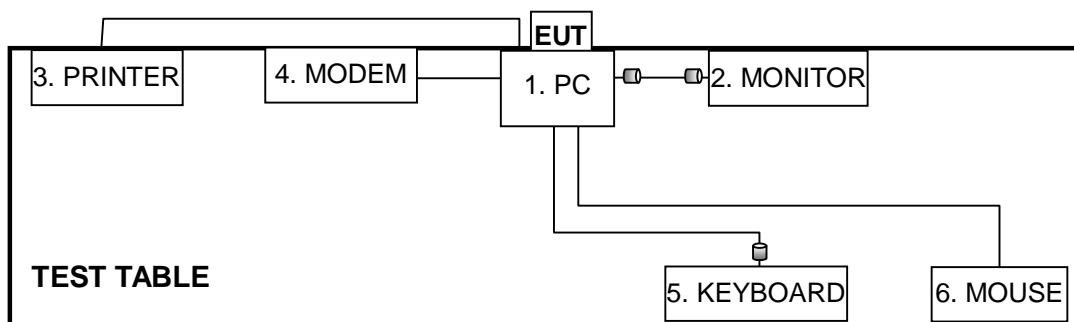 EUT
3. PRINTER
4. MODEM
1. PC
2. MONITOR
TEST TABLE
5. KEYBOARD
6. MOUSE